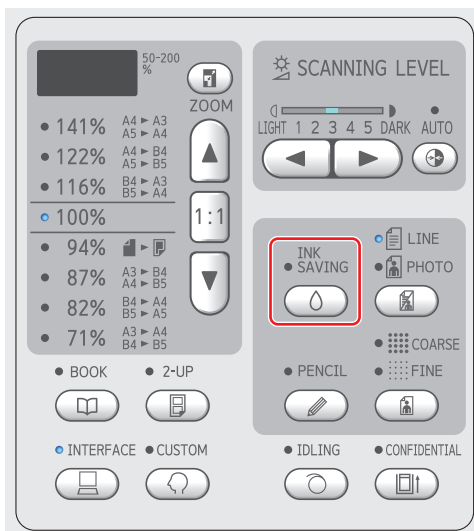 50-200
%
ZOOM
141% A4 ► A3
A5 ► A4
122% A4 ► B4
A5 ► B5
116% B4 ► A3
B5 ► A4
100%
94%
87% A3 ► B4
A4 ► B5
82% B4 ► A4
B5 ► A5
71% A3 ► A4
B4 ► B5
1:1
SCANNING LEVEL
LIGHT 1 2 3 4 5 DARK AUTO
INK
SAVING
LINE
PHOTO
COARSE
PENCIL
FINE
BOOK
2-UP
INTERFACE
CUSTOM
IDLING
CONFIDENTIAL